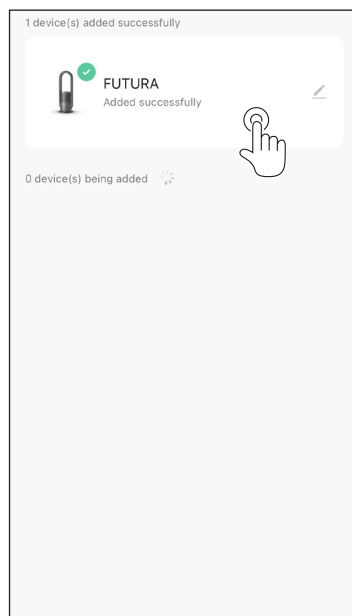 1 device(s) added successfully
FUTURA
Added successfully
0 device(s) being added